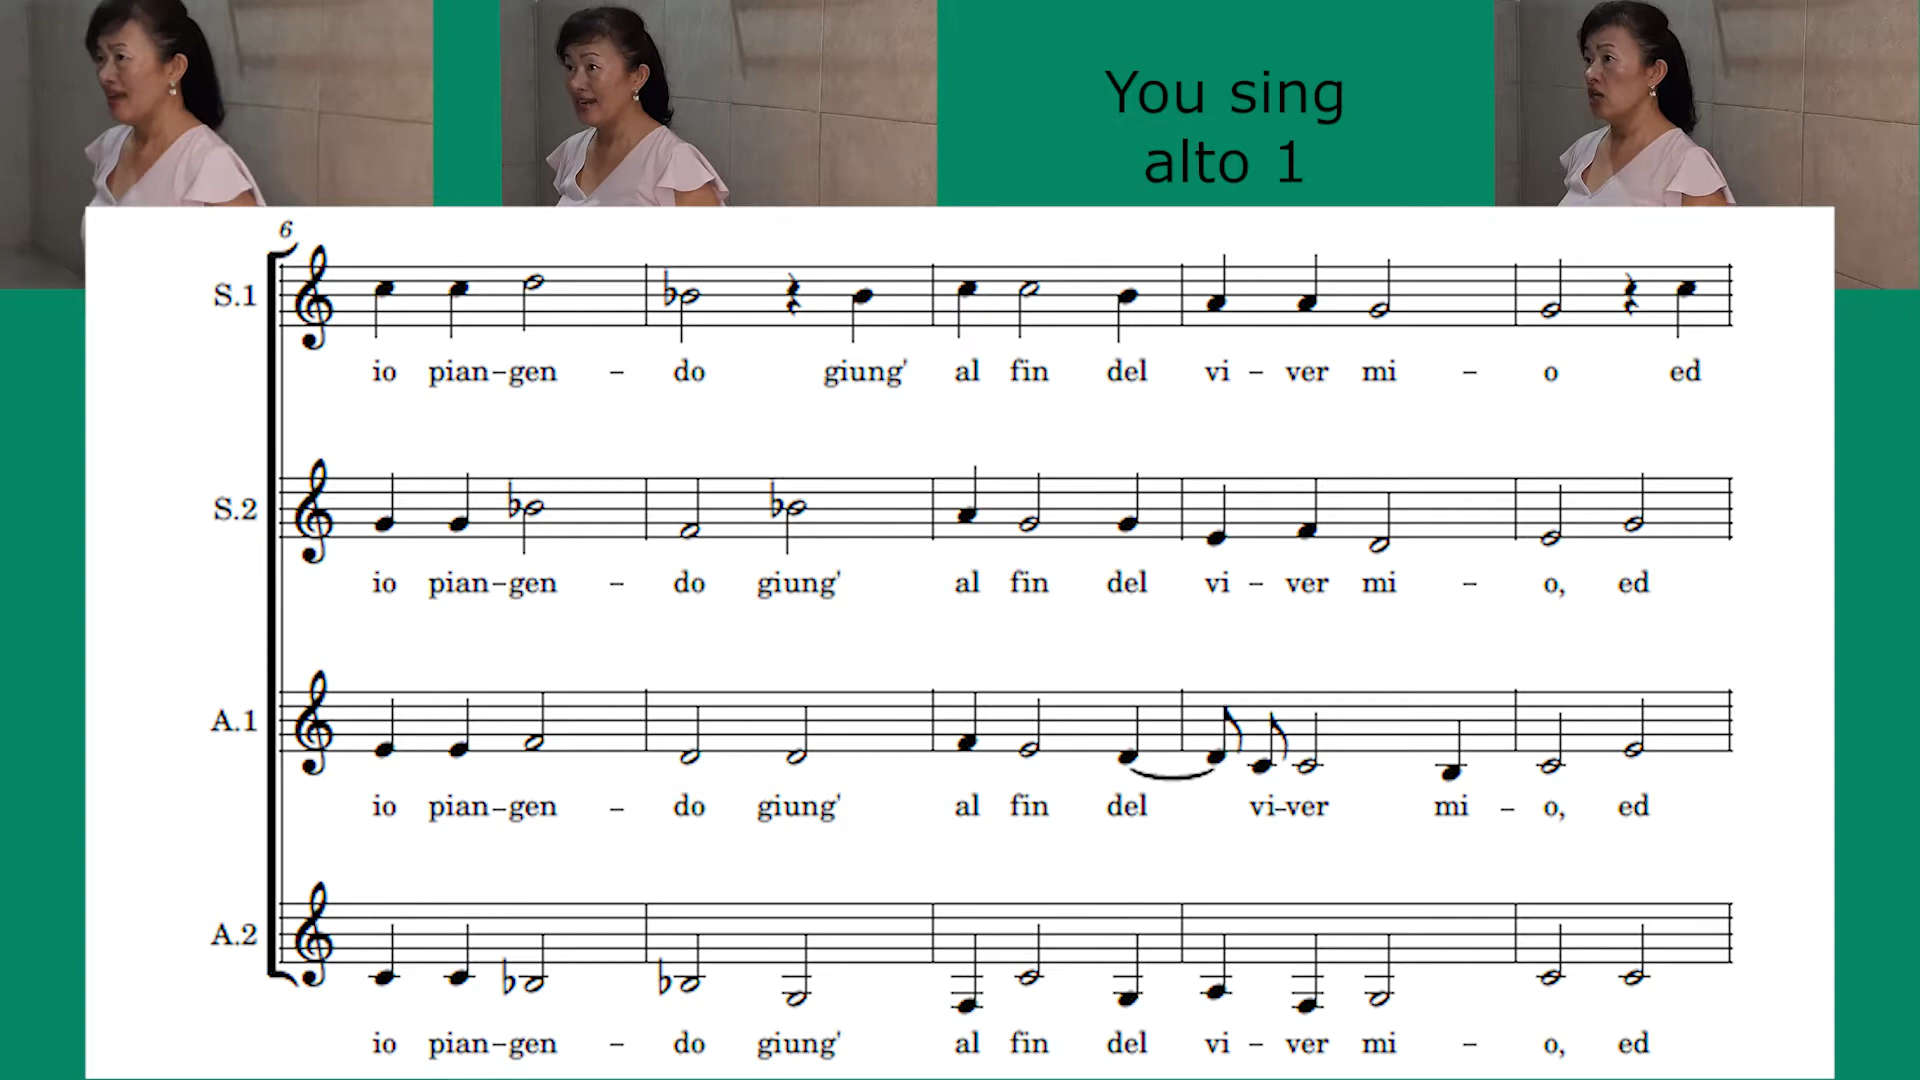 You sing
alto 1
6
S.1
io pian-gen - do giung' al fin del vi - ver mi - o ed
S.2
io pian-gen - do giung' al fin del vi - ver mi - o, ed
A.1
io pian-gen - do giung' al fin del vi-ver mi - o, ed
A.2
io pian-gen - do giung' al fin del vi - ver mi - o, ed